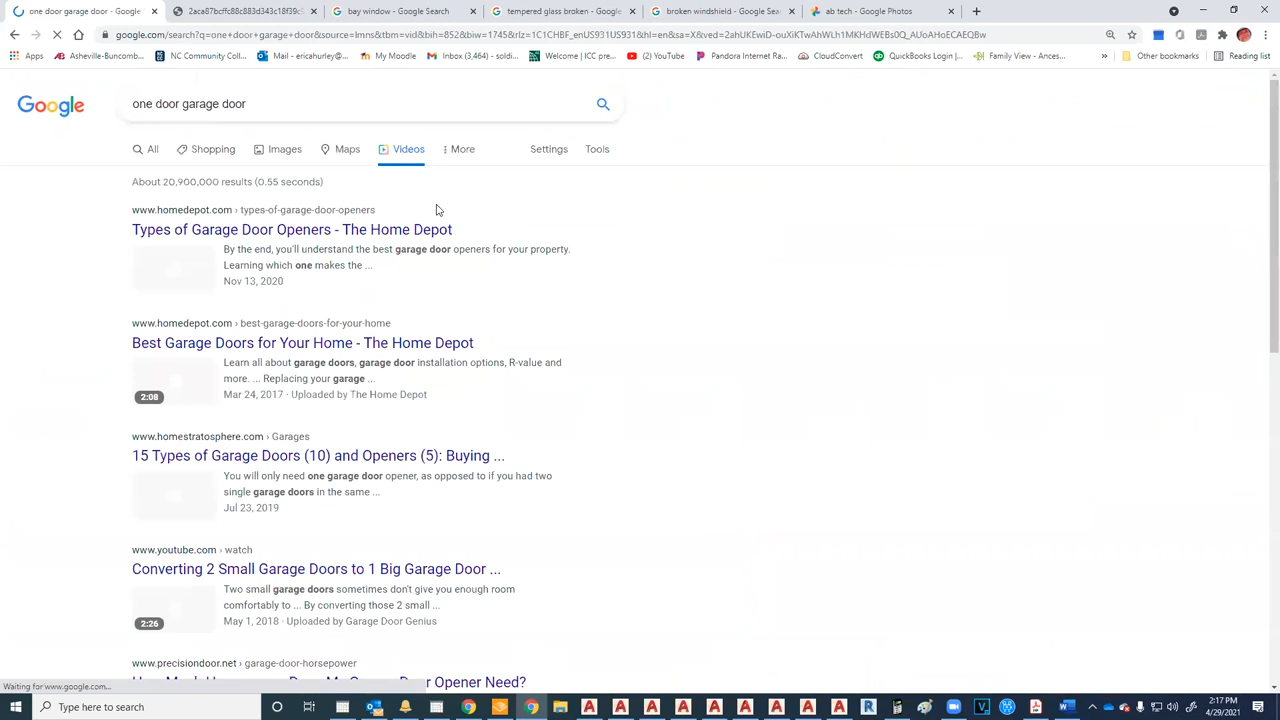 one door garage door - Google S
2aca87bcffc88c883d343c18f39c5
bay window - Google Search
tempered glass broken - Google
broken windshield - Google Sea
ab tech - Google Photos
google.com/search?q=one+door+garage+door&source=lnms&tbm=vid&bih=852&biw=1745&rlz=1C1CHBF_enUS931US931&hl=en&sa=X&ved=2ahUKEwiD-ouXiKTwAhWLh1MKHdWEBs0Q_AUoAHoECAEQBw
Apps
Asheville-Buncomb...
NC Community Coll...
Mail - ericahurley@...
My Moodle
Inbox (3,464) - soldi...
Welcome | ICC pre...
(2) YouTube
Pandora Internet Ra...
CloudConvert
QuickBooks Login |...
Family View - Ances...
»
Other bookmarks
Reading list
Google
one door garage door
All
Shopping
Images
Maps
Videos
More
Settings
Tools
About 20,900,000 results (0.55 seconds)
www.homedepot.com › types-of-garage-door-openers
Types of Garage Door Openers - The Home Depot
By the end, you'll understand the best garage door openers for your property.
Learning which one makes the ...
Nov 13, 2020
www.homedepot.com › best-garage-doors-for-your-home
Best Garage Doors for Your Home - The Home Depot
Learn all about garage doors, garage door installation options, R-value and
more. ... Replacing your garage ...
2:08
Mar 24, 2017 · Uploaded by The Home Depot
www.homestratosphere.com › Garages
15 Types of Garage Doors (10) and Openers (5): Buying ...
You will only need one garage door opener, as opposed to if you had two
single garage doors in the same ...
Jul 23, 2019
www.youtube.com › watch
Converting 2 Small Garage Doors to 1 Big Garage Door ...
Two small garage doors sometimes don't give you enough room
comfortably to ... By converting those 2 small ...
2:26
May 1, 2018 · Uploaded by Garage Door Genius
www.precisiondoor.net › garage-door-horsepower
Opener Need?
Waiting for www.google.com...
Type here to search
2:17 PM
4/29/2021